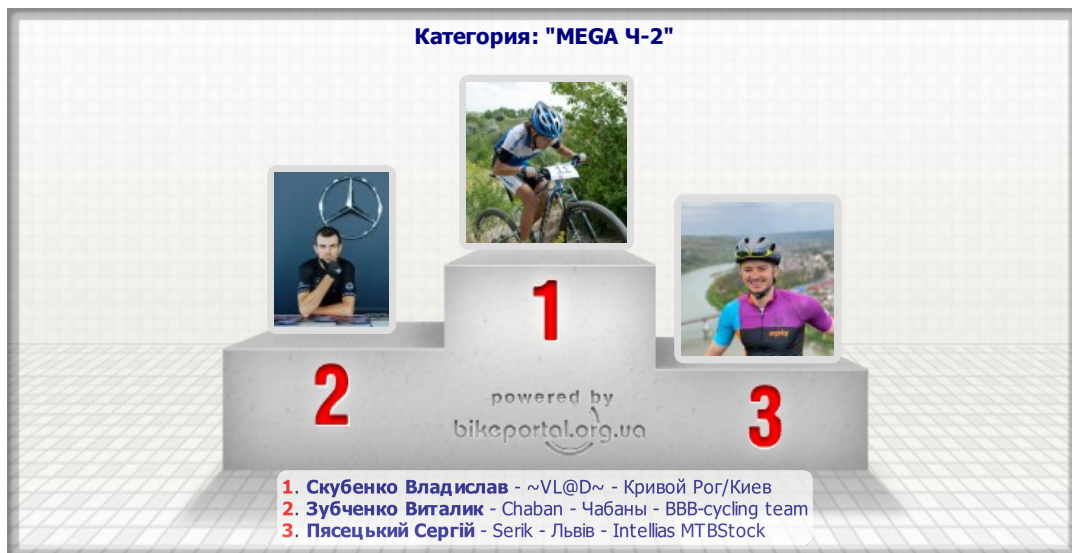 Категория: "MEGA Ч-2"
1
2
3
powered by
bikeportal.org.ua
1. Скубенко Владислав - ~VL@D~ - Кривой Рог/Киев
2. Зубченко Виталик - Chaban - Чабаны - BBB-cycling team
3. Пясецький Сергій - Serik - Львів - Intellias MTBStock